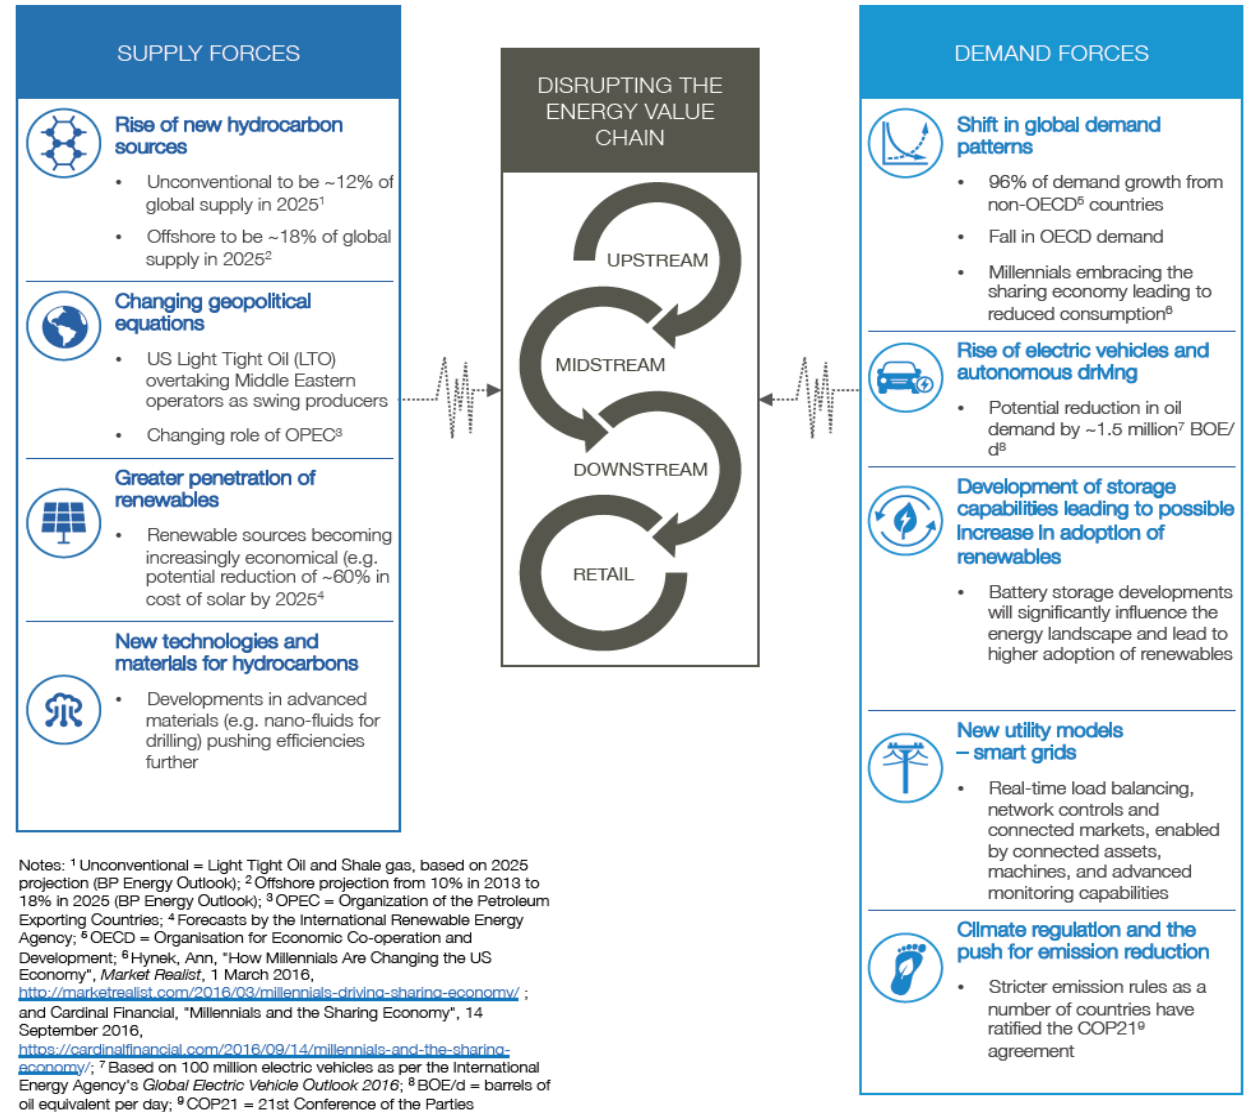 SUPPLY FORCES
Rise of new hydrocarbon
sources
• Unconventional to be ~12% of
global supply in 2025¹
• Offshore to be ~18% of global
supply in 2025²
Changing geopolitical
equations
• US Light Tight Oil (LTO)
overtaking Middle Eastern
operators as swing producers
• Changing role of OPEC³
Greater penetration of
renewables
• Renewable sources becoming
increasingly economical (e.g.
potential reduction of ~60% in
cost of solar by 2025⁴
New technologies and
materials for hydrocarbons
• Developments in advanced
materials (e.g. nano-fluids for
drilling) pushing efficiencies
further
DISRUPTING THE
ENERGY VALUE
CHAIN
UPSTREAM
MIDSTREAM
DOWNSTREAM
RETAIL
DEMAND FORCES
Shift in global demand
patterns
• 96% of demand growth from
non-OECD⁵ countries
• Fall in OECD demand
• Millennials embracing the
sharing economy leading to
reduced consumption⁶
Rise of electric vehicles and
autonomous driving
• Potential reduction in oil
demand by ~1.5 million⁷ BOE/
d⁸
Development of storage
capabilities leading to possible
increase in adoption of
renewables
• Battery storage developments
will significantly influence the
energy landscape and lead to
higher adoption of renewables
New utility models
– smart grids
• Real-time load balancing,
network controls and
connected markets, enabled
by connected assets,
machines, and advanced
monitoring capabilities
Climate regulation and the
push for emission reduction
• Stricter emission rules as a
number of countries have
ratified the COP21⁹
agreement
Notes: ¹ Unconventional = Light Tight Oil and Shale gas, based on 2025
projection (BP Energy Outlook); ² Offshore projection from 10% in 2013 to
18% in 2025 (BP Energy Outlook); ³ OPEC = Organization of the Petroleum
Exporting Countries; ⁴ Forecasts by the International Renewable Energy
Agency; ⁵ OECD = Organisation for Economic Co-operation and
Development; ⁶ Hynek, Ann, "How Millennials Are Changing the US
Economy", Market Realist, 1 March 2016,
http://marketrealist.com/2016/03/millennials-driving-sharing-economy/ ;
and Cardinal Financial, "Millennials and the Sharing Economy", 14
September 2016,
https://cardinalfinancial.com/2016/09/14/millennials-and-the-sharing-
economy/; ⁷ Based on 100 million electric vehicles as per the International
Energy Agency's Global Electric Vehicle Outlook 2016; ⁸ BOE/d = barrels of
oil equivalent per day; ⁹ COP21 = 21st Conference of the Parties